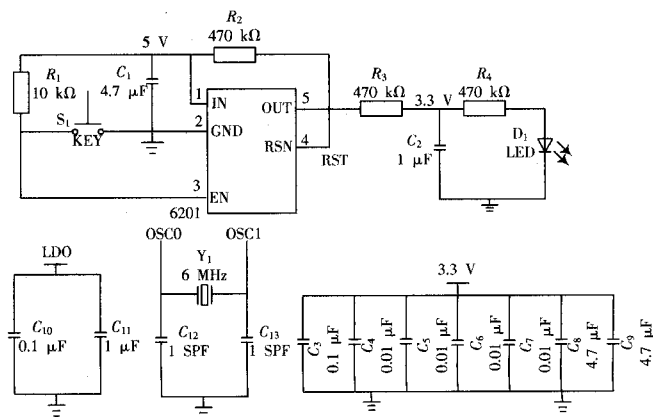 R₂
470 kΩ
5 V
R₁
10 kΩ
C₁
4.7 μF
S₁
KEY
1
IN
2
GND
3
EN
6201
OUT
5
RSN
4
RST
R₃
470 kΩ
3.3 V
R₄
470 kΩ
C₂
1 μF
D₁
LED
LDO
C₁₀
0.1 μF
C₁₁
1 μF
OSC0
OSC1
Y₁
6 MHz
C₁₂
1 SPF
C₁₃
1 SPF
3.3 V
C₃
0.1 μF
C₄
0.01 μF
C₅
0.01 μF
C₆
0.01 μF
C₇
0.01 μF
C₈
4.7 μF
C₉
4.7 μF